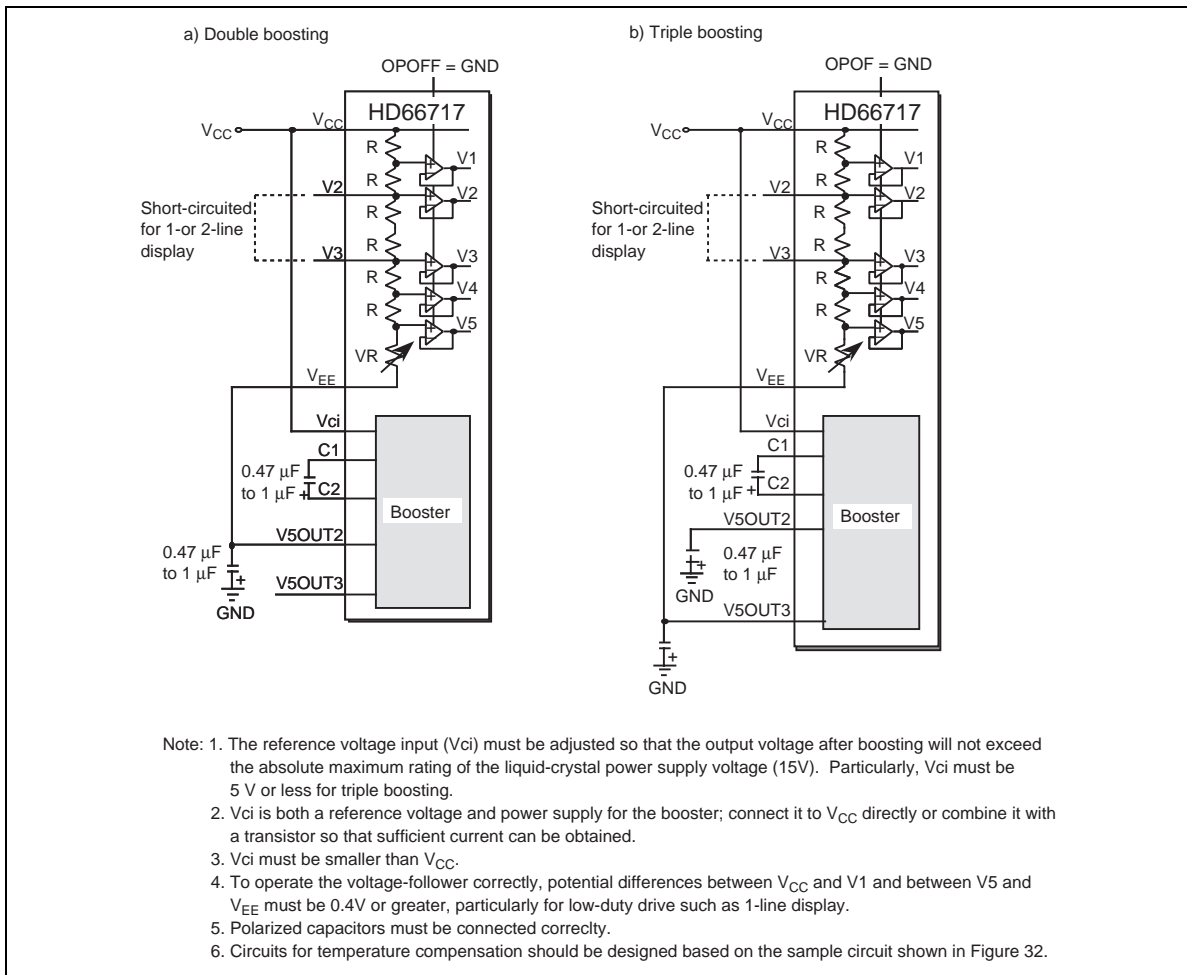 a) Double boosting
OPOFF = GND
HD66717
VCC
VCC
R
V1
R
V2
V2
R
Short-circuited
for 1-or 2-line
display
R
V3
V3
R
V4
R
V5
VR
VEE
Vci
C1
0.47 µF
to 1 µF
+
C2
Booster
V5OUT2
0.47 µF
to 1 µF
+
V5OUT3
GND
b) Triple boosting
OPOF = GND
HD66717
VCC
VCC
R
V1
R
V2
V2
R
Short-circuited
for 1-or 2-line
display
R
V3
V3
R
V4
R
V5
VR
VEE
Vci
C1
0.47 µF
to 1 µF
+
C2
Booster
V5OUT2
0.47 µF
to 1 µF
+
GND
V5OUT3
+
GND
Note: 1. The reference voltage input (Vci) must be adjusted so that the output voltage after boosting will not exceed
the absolute maximum rating of the liquid-crystal power supply voltage (15V). Particularly, Vci must be
5 V or less for triple boosting.
2. Vci is both a reference voltage and power supply for the booster; connect it to VCC directly or combine it with
a transistor so that sufficient current can be obtained.
3. Vci must be smaller than VCC.
4. To operate the voltage-follower correctly, potential differences between VCC and V1 and between V5 and
VEE must be 0.4V or greater, particularly for low-duty drive such as 1-line display.
5. Polarized capacitors must be connected correclty.
6. Circuits for temperature compensation should be designed based on the sample circuit shown in Figure 32.